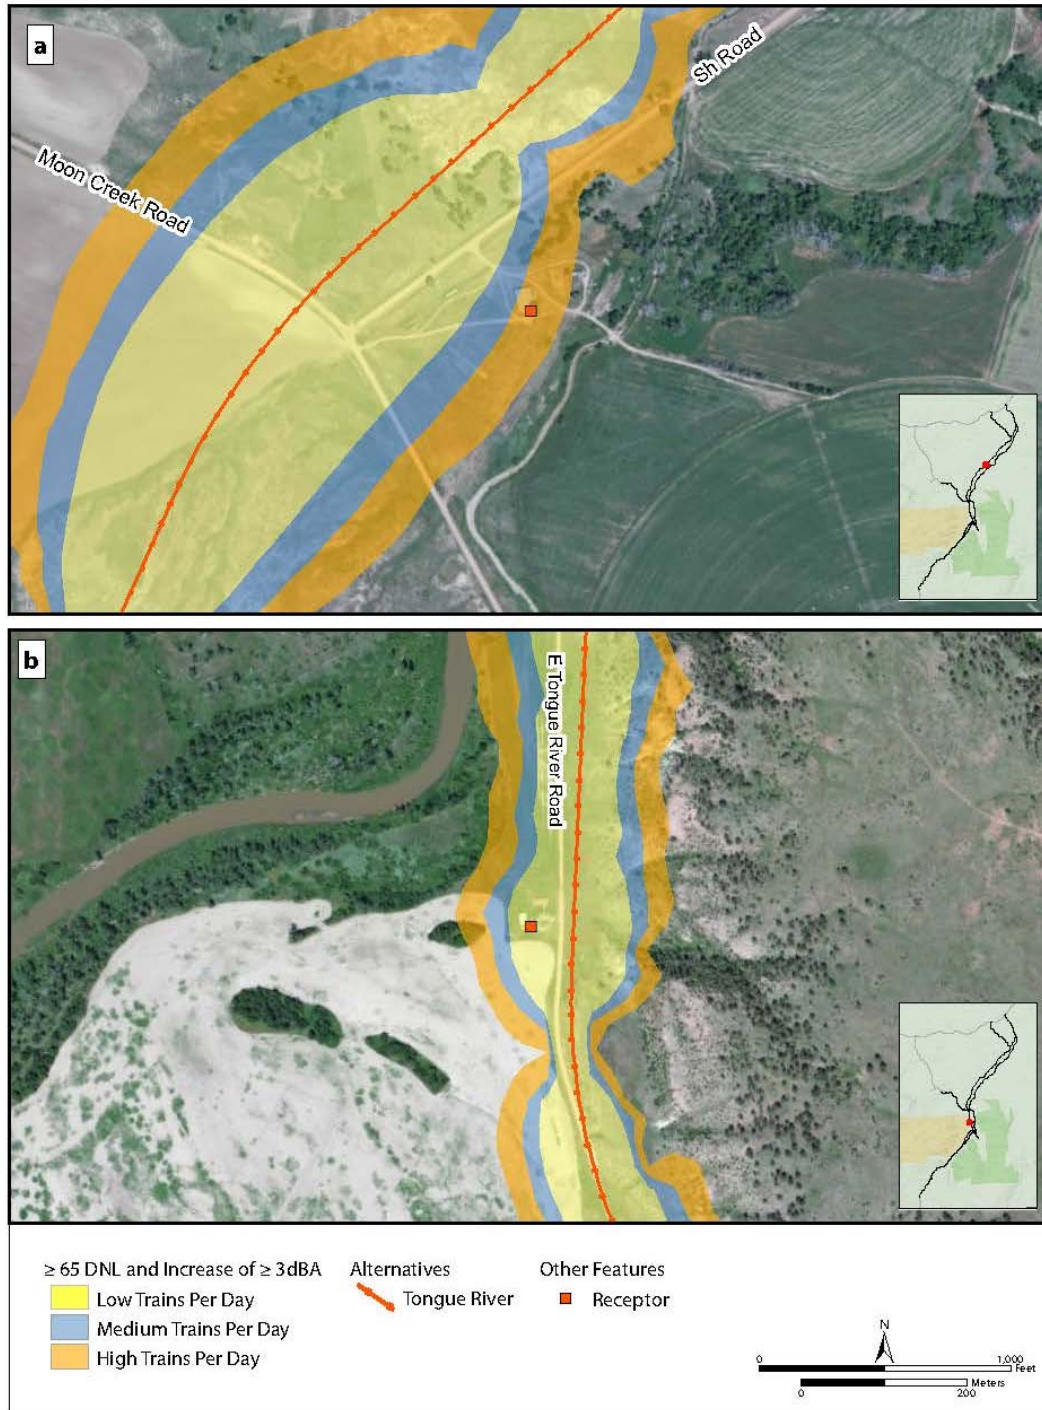 a
Sh Road
Moon Creek Road
b
E Tongue River Road
≥ 65 DNL and Increase of ≥ 3dBA
Low Trains Per Day
Medium Trains Per Day
High Trains Per Day
Alternatives
Tongue River
Other Features
Receptor
N
0 1,000
Feet
Meters
0 200